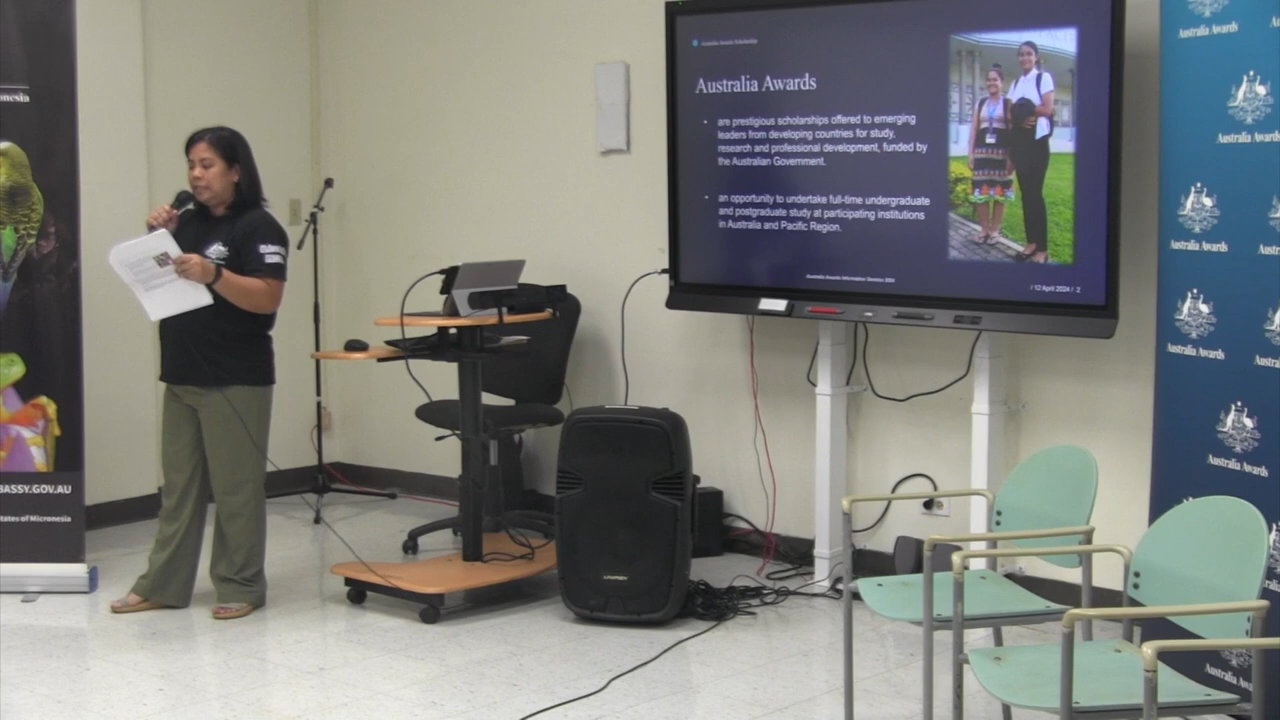 onesia
BASSY.GOV.AU
tates of Micronesia
Australia Awards Scholarship
Australia Awards
are prestigious scholarships offered to emerging
leaders from developing countries for study,
research and professional development, funded by
the Australian Government.
an opportunity to undertake full-time undergraduate
and postgraduate study at participating institutions
in Australia and Pacific Region.
Australia Awards Information Session 2024
/ 12 April 2024 / 2
Australia Awards
Australia Awards
Australia Awards
Australia Awards
Australia Awards